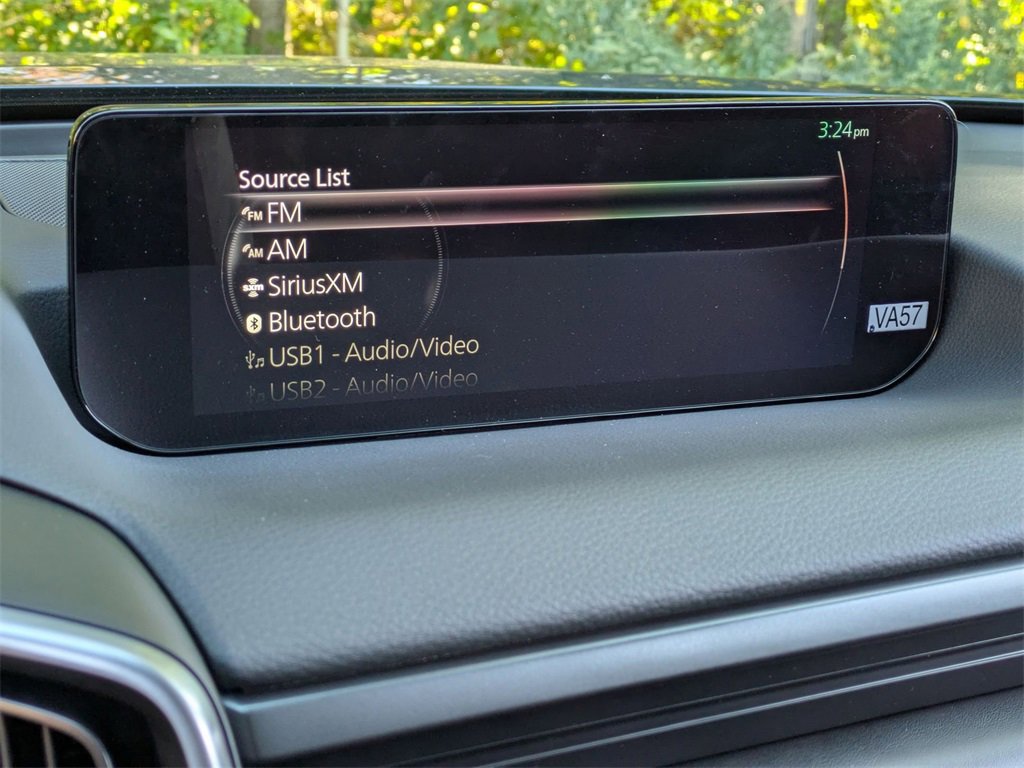 3:24pm
Source List
FM FM
AM AM
sxm SiriusXM
Bluetooth
USB1 - Audio/Video
USB2 - Audio/Video
VA57